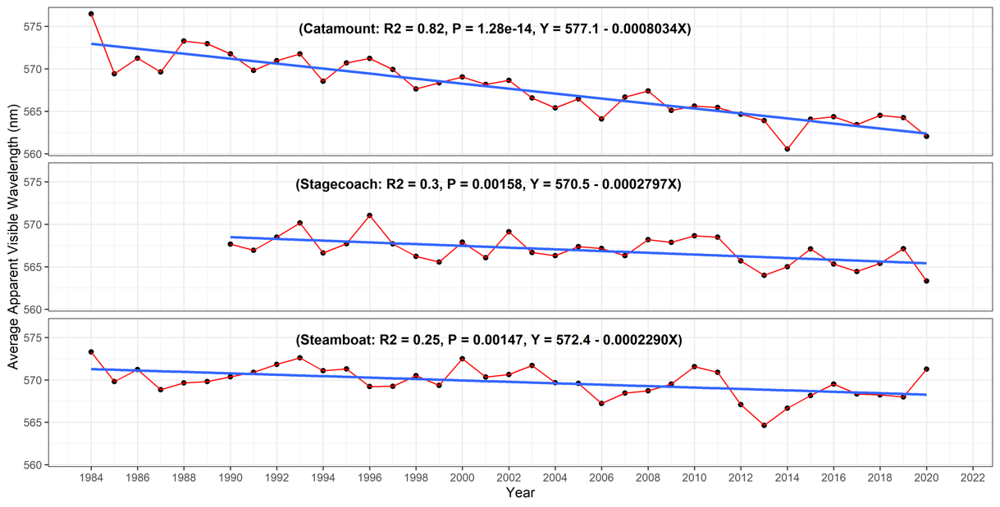 Average Apparent Visible Wavelength (nm)
575
570
565
560
(Catamount: R2 = 0.82, P = 1.28e-14, Y = 577.1 - 0.0008034X)
575
570
565
560
(Stagecoach: R2 = 0.3, P = 0.00158, Y = 570.5 - 0.0002797X)
575
570
565
560
(Steamboat: R2 = 0.25, P = 0.00147, Y = 572.4 - 0.0002290X)
1984 1986 1988 1990 1992 1994 1996 1998 2000 2002 2004 2006 2008 2010 2012 2014 2016 2018 2020 2022
Year